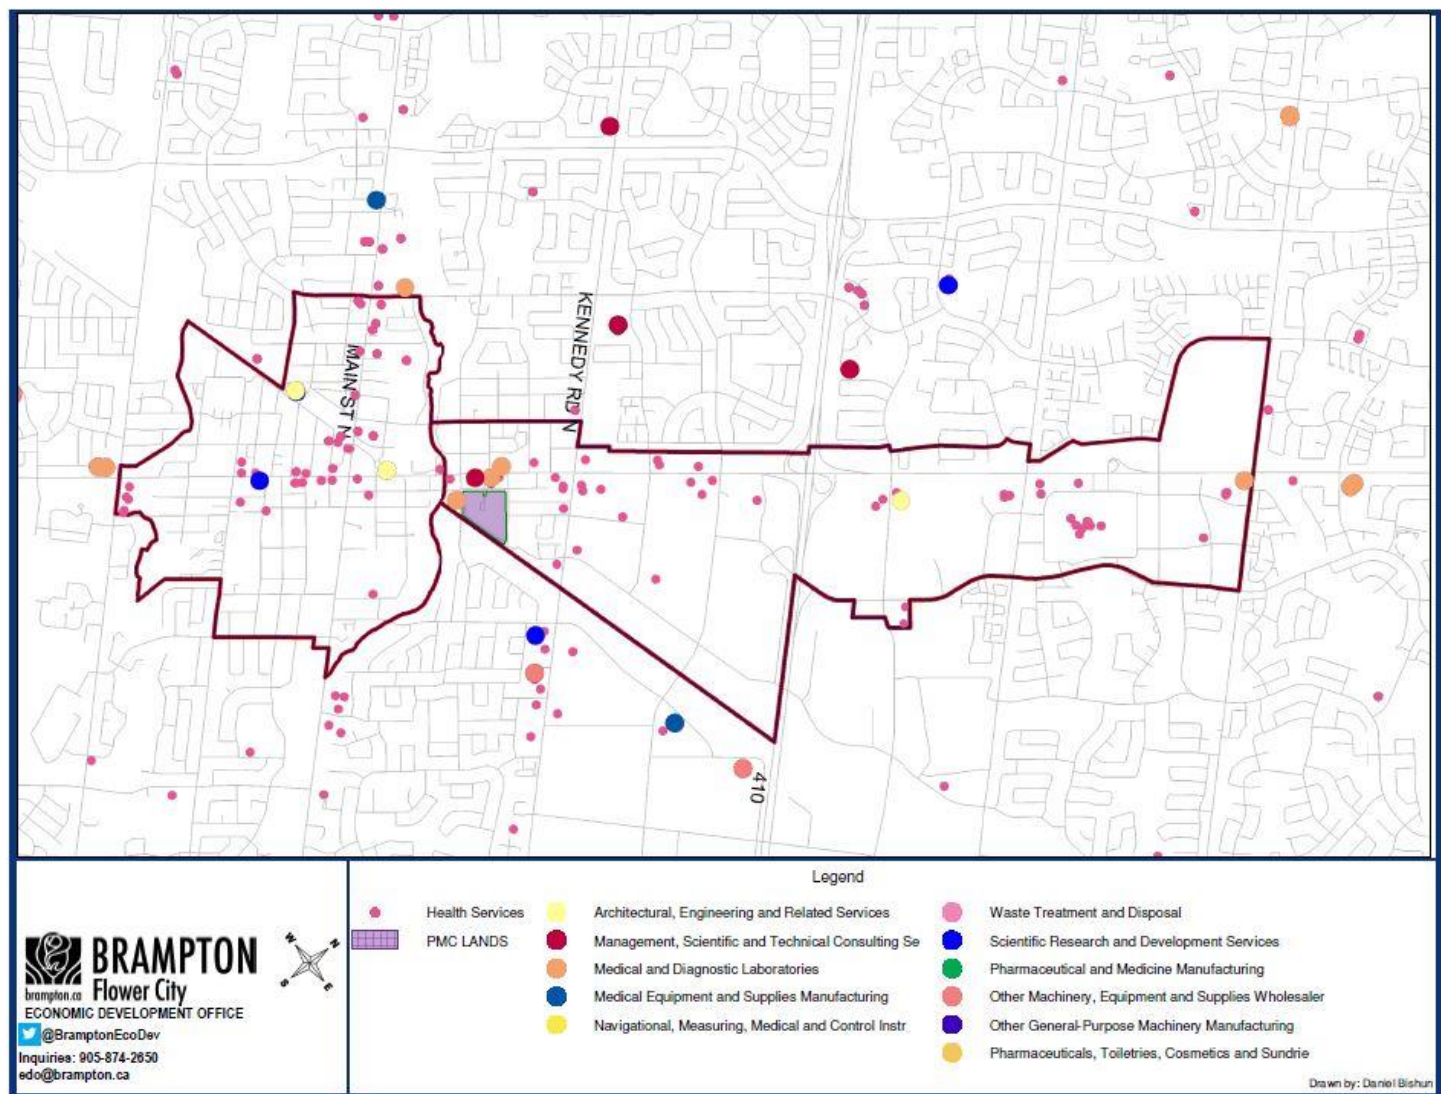 KENNEDY RD N
MAIN ST N
410
Legend
Health Services
PMC LANDS
Architectural, Engineering and Related Services
Management, Scientific and Technical Consulting Se
Medical and Diagnostic Laboratories
Medical Equipment and Supplies Manufacturing
Navigational, Measuring, Medical and Control Instr
Waste Treatment and Disposal
Scientific Research and Development Services
Pharmaceutical and Medicine Manufacturing
Other Machinery, Equipment and Supplies Wholesaler
Other General-Purpose Machinery Manufacturing
Pharmaceuticals, Toiletries, Cosmetics and Sundrie
BRAMPTON
brampton.ca Flower City
ECONOMIC DEVELOPMENT OFFICE
@BramptonEcoDev
Inquiries: 905-874-2650
edo@brampton.ca
W N
S E
Drawn by: Daniel Bishun